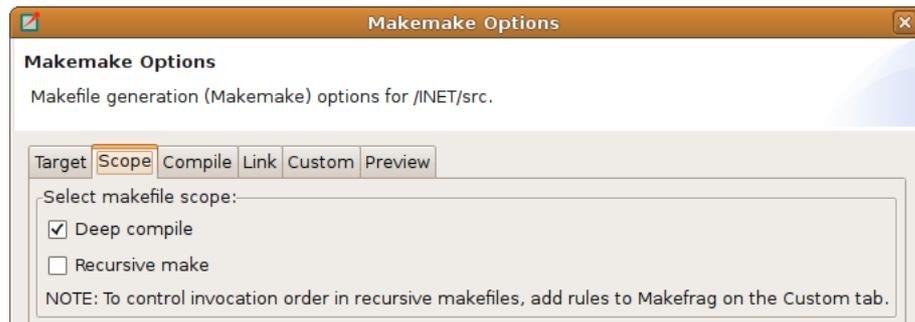 Makemake Options
Makemake Options
Makefile generation (Makemake) options for /INET/src.
Target Scope Compile Link Custom Preview
Select makefile scope:
Deep compile
Recursive make
NOTE: To control invocation order in recursive makefiles, add rules to Makefrag on the Custom tab.